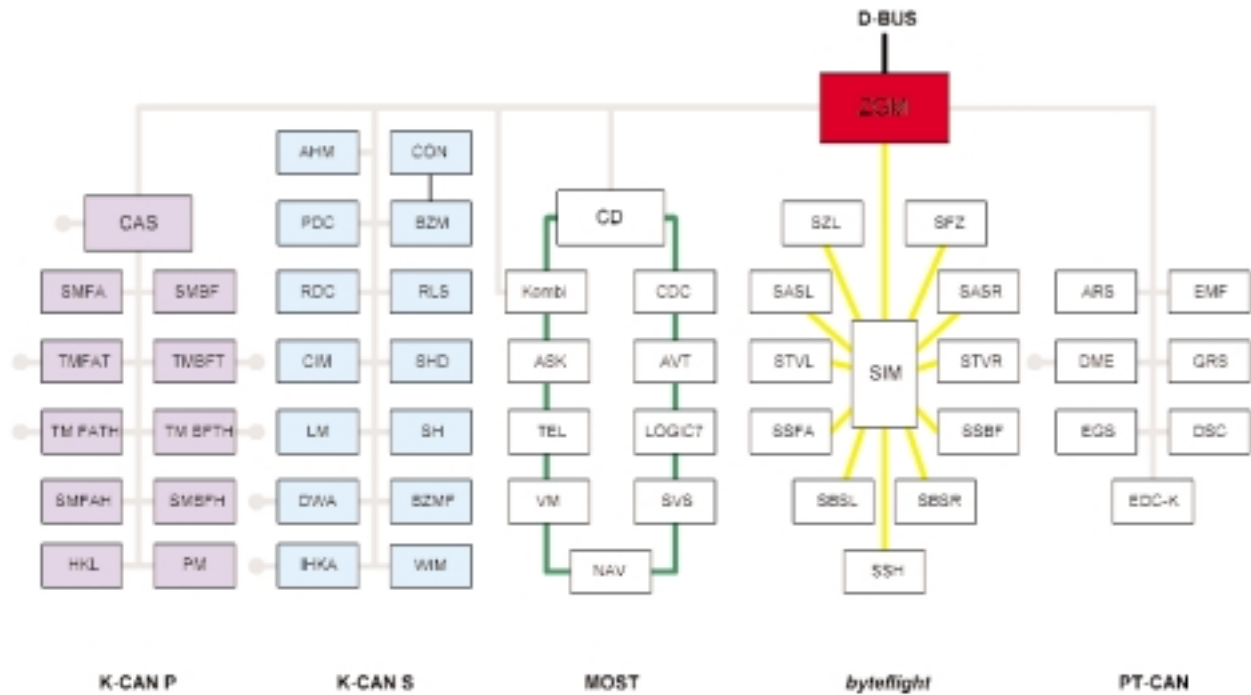 D-BUS
ZGM
AHM
CON
CAS
PDC
BZM
CD
SZL
SFZ
SMFA
SMBF
RDC
RLS
Kombi
CDC
SASL
SASR
ARS
EMF
TMFAT
TMBFT
CIM
SHD
ASK
AVT
STVL
SIM
STVR
DME
GRS
TM FATH
TM BFTH
LM
SH
TEL
LOGIC7
SSFA
SSBF
EGS
DSC
SMFAH
SMBFH
DWA
BZMF
VM
SVS
SBSL
SBSR
EDC-K
HKL
PM
IHKA
WIM
NAV
SSH
K-CAN P
K-CAN S
MOST
byteflight
PT-CAN